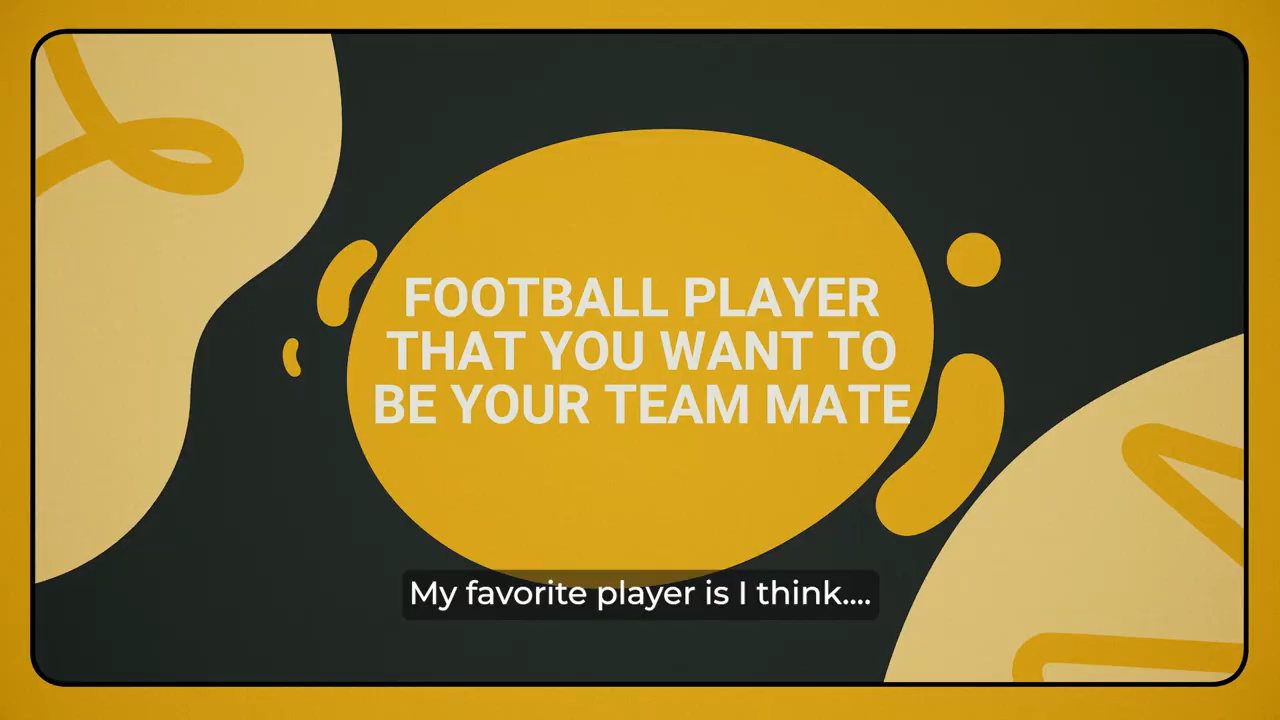 FOOTBALL PLAYER
THAT YOU WANT TO
BE YOUR TEAM MATE
My favorite player is I think....